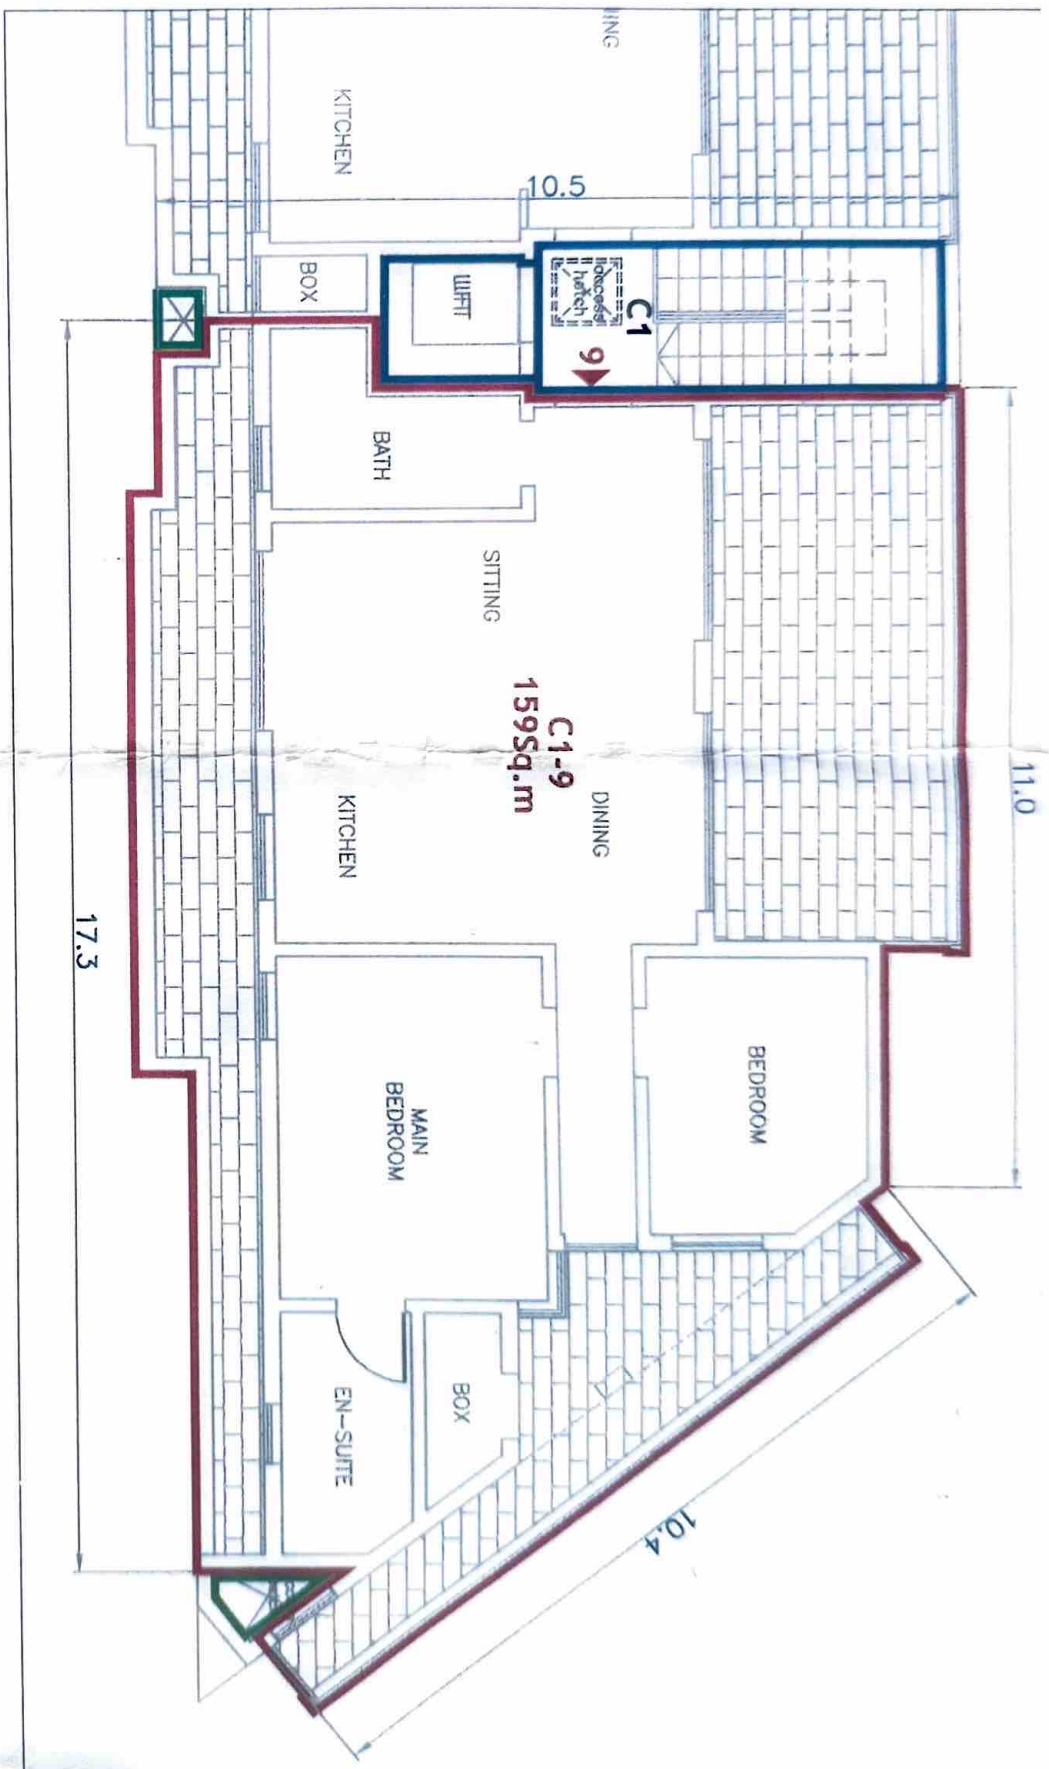 11.0
10.5
10.4
17.3
ING
KITCHEN
BOX
access
hatch
C1
9
BATH
SITTING
C1-9
159Sq.m
DINING
KITCHEN
BEDROOM
MAIN
BEDROOM
BOX
EN-SUITE